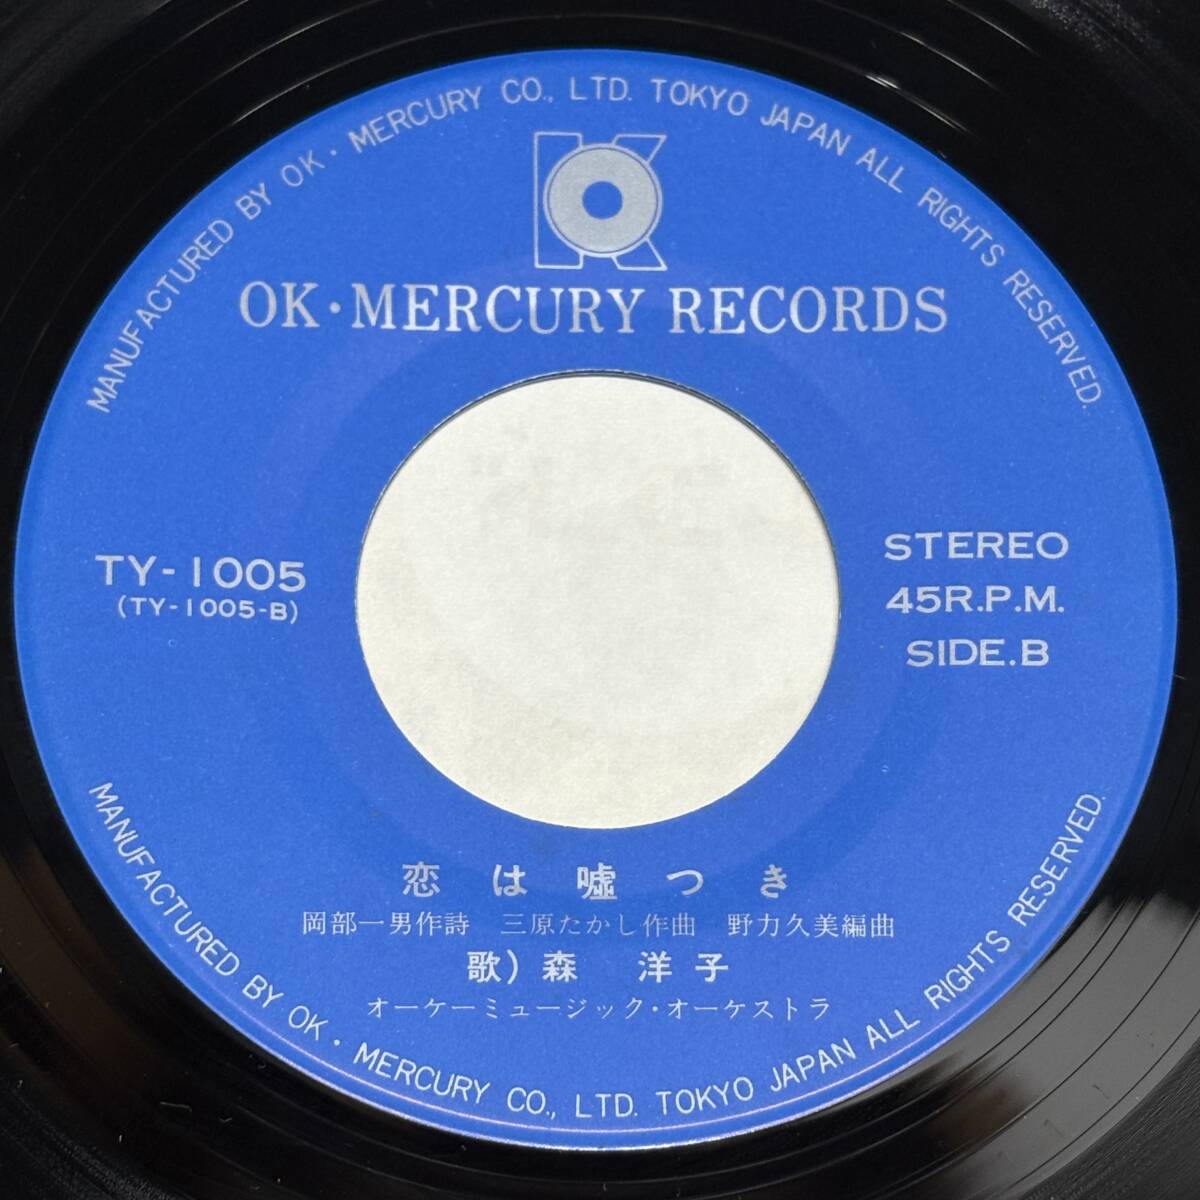 MANUFACTURED BY OK・MERCURY CO., LTD. TOKYO JAPAN ALL RIGHTS RESERVED.
OK
OK・MERCURY RECORDS
TY-1005
(TY-1005-B)
STEREO
45R.P.M.
SIDE.B
恋は嘘つき
岡部一男作詩 三原たかし作曲 野力久美編曲
歌)森 洋子
オーケーミュージック・オーケストラ
MANUFACTURED BY OK・MERCURY CO., LTD. TOKYO JAPAN ALL RIGHTS RESERVED.